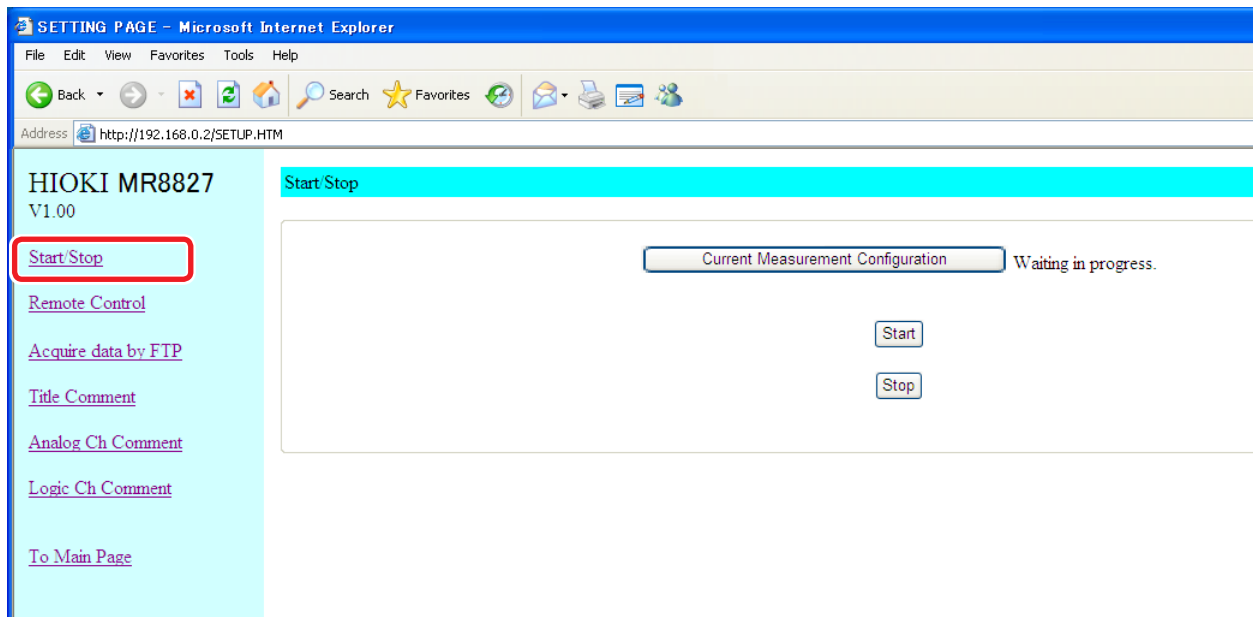 SETTING PAGE - Microsoft Internet Explorer
File Edit View Favorites Tools Help
Back Search Favorites
Address http://192.168.0.2/SETUP.HTM
HIOKI MR8827
V1.00
Start/Stop
Remote Control
Acquire data by FTP
Title Comment
Analog Ch Comment
Logic Ch Comment
To Main Page
Start/Stop
Current Measurement Configuration Waiting in progress.
Start
Stop